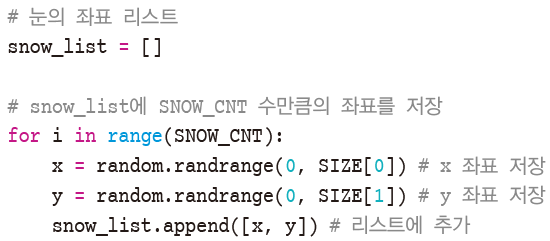 # 눈의 좌표 리스트
snow_list = []

# snow_list에 SNOW_CNT 수만큼의 좌표를 저장
for i in range(SNOW_CNT):
    x = random.randrange(0, SIZE[0]) # x 좌표 저장
    y = random.randrange(0, SIZE[1]) # y 좌표 저장
    snow_list.append([x, y]) # 리스트에 추가